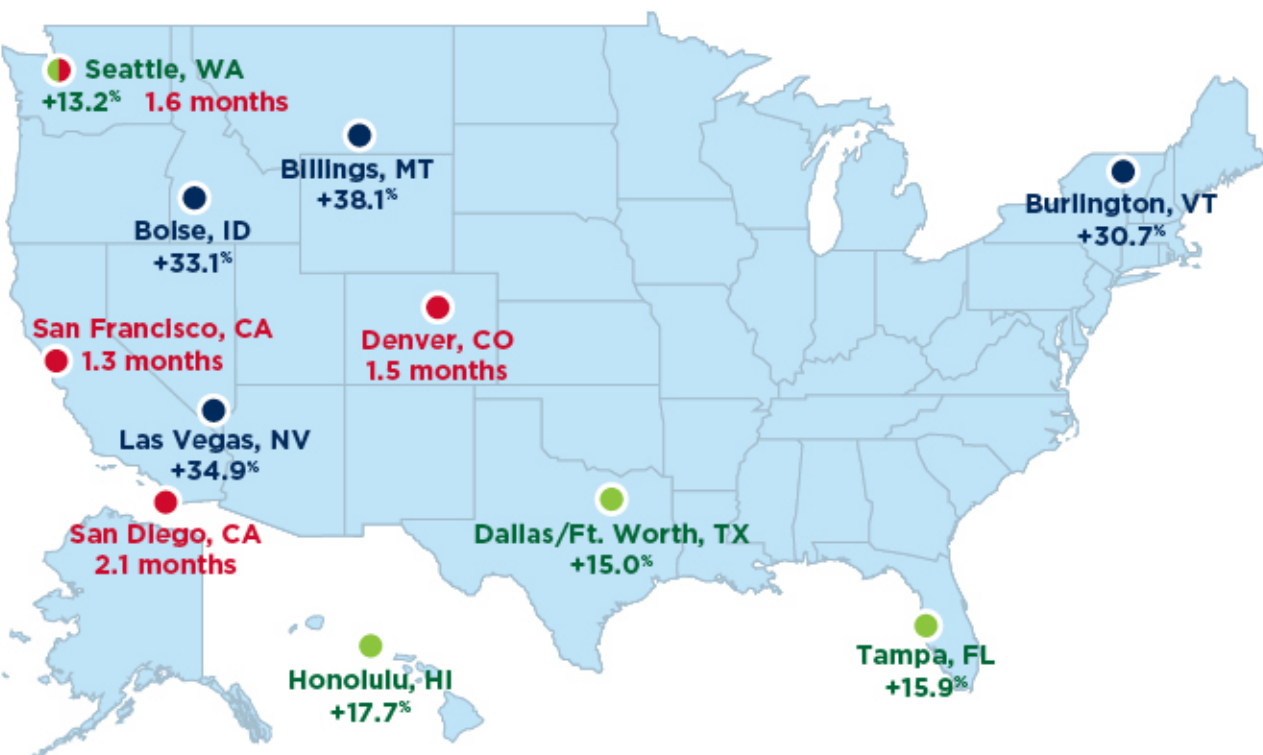 Seattle, WA
+13.2% 1.6 months
Billings, MT
+38.1%
Burlington, VT
+30.7%
Boise, ID
+33.1%
San Francisco, CA
1.3 months
Denver, CO
1.5 months
Las Vegas, NV
+34.9%
San Diego, CA
2.1 months
Dallas/Ft. Worth, TX
+15.0%
Honolulu, HI
+17.7%
Tampa, FL
+15.9%